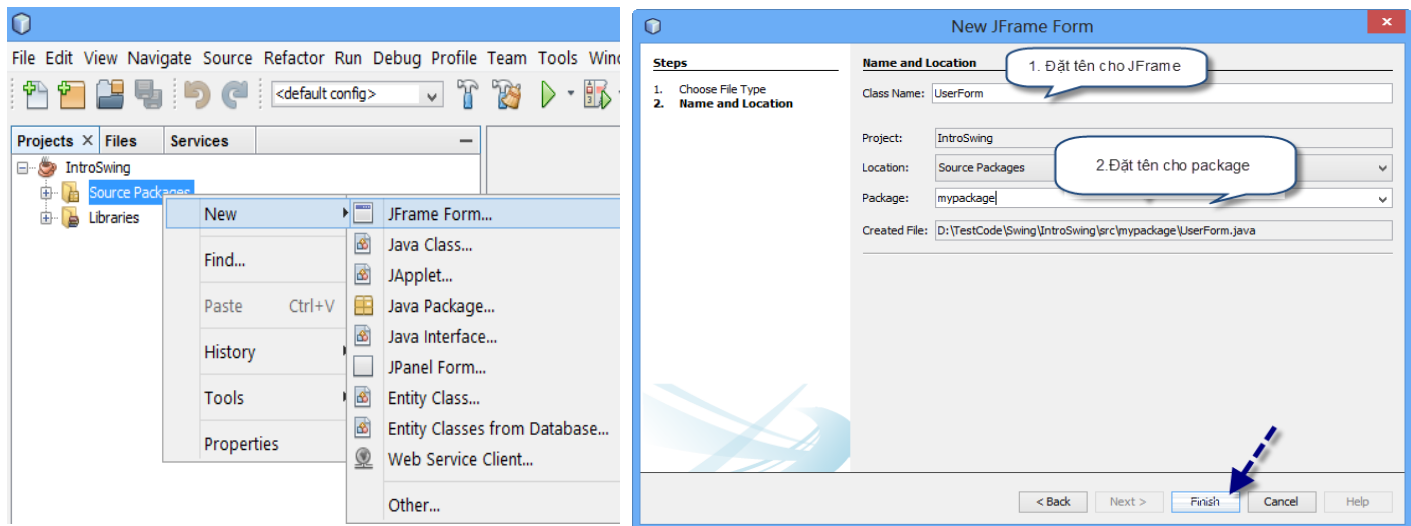 File Edit View Navigate Source Refactor Run Debug Profile Team Tools
<default config>
Projects × Files Services
IntroSwing
Source Packages
Libraries
New
Find...
Paste Ctrl+V
History
Tools
Properties
JFrame Form...
Java Class...
JApplet...
Java Package...
Java Interface...
JPanel Form...
Entity Class...
Entity Classes from Database...
Web Service Client...
Other...
New JFrame Form
Steps
1. Choose File Type
2. Name and Location
Name and Location
1. Đặt tên cho JFrame
Class Name: UserForm
Project: IntroSwing
2.Đặt tên cho package
Location: Source Packages
Package: mypackage
Created File: D:\TestCode\Swing\IntroSwing\src\mypackage\UserForm.java
< Back Next > Finish Cancel Help